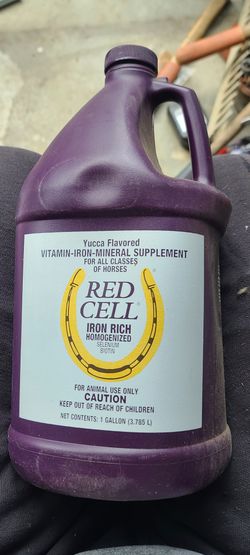 Yucca Flavored
VITAMIN-IRON-MINERAL SUPPLEMENT
FOR ALL CLASSES
OF HORSES
RED
CELL®
IRON RICH
HOMOGENIZED
SELENIUM
BIOTIN
FOR ANIMAL USE ONLY
CAUTION
KEEP OUT OF REACH OF CHILDREN
NET CONTENTS: 1 GALLON (3.785 L)